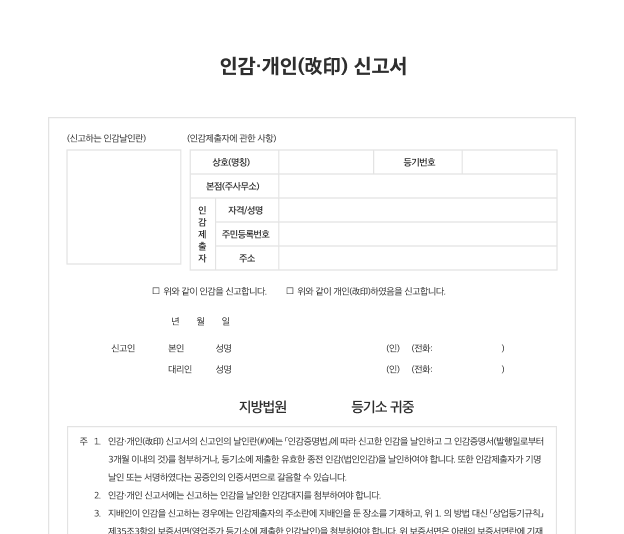 인감·개인(改印) 신고서
(신고하는 인감날인란) (인감제출자에 관한 사항)
상호(명칭) 등기번호
본점(주사무소)
인감제출자 자격/성명
주민등록번호
주소
☐ 위와 같이 인감을 신고합니다. ☐ 위와 같이 개인(改印)하였음을 신고합니다.
년 월 일
신고인 본인 성명 (인) (전화: )
대리인 성명 (인) (전화: )
지방법원 등기소 귀중
주 1. 인감·개인(改印) 신고서의 신고인의 날인란(#)에는 「인감증명법」에 따라 신고한 인감을 날인하고 그 인감증명서(발행일로부터
3개월 이내의 것)를 첨부하거나, 등기소에 제출한 유효한 종전 인감(법인인감)을 날인하여야 합니다. 또한 인감제출자가 기명
날인 또는 서명하였다는 공증인의 인증서면으로 갈음할 수 있습니다.
2. 인감·개인 신고서에는 신고하는 인감을 날인한 인감대지를 첨부하여야 합니다.
3. 지배인이 인감을 신고하는 경우에는 인감제출자의 주소란에 지배인을 둔 장소를 기재하고, 위 1. 의 방법 대신 「상업등기규칙」
제35조3항의 보증서면(영업주가 등기소에 제출한 인감날인)을 첨부하여야 합니다. 위 보증서면은 아래의 보증서면란에 기재